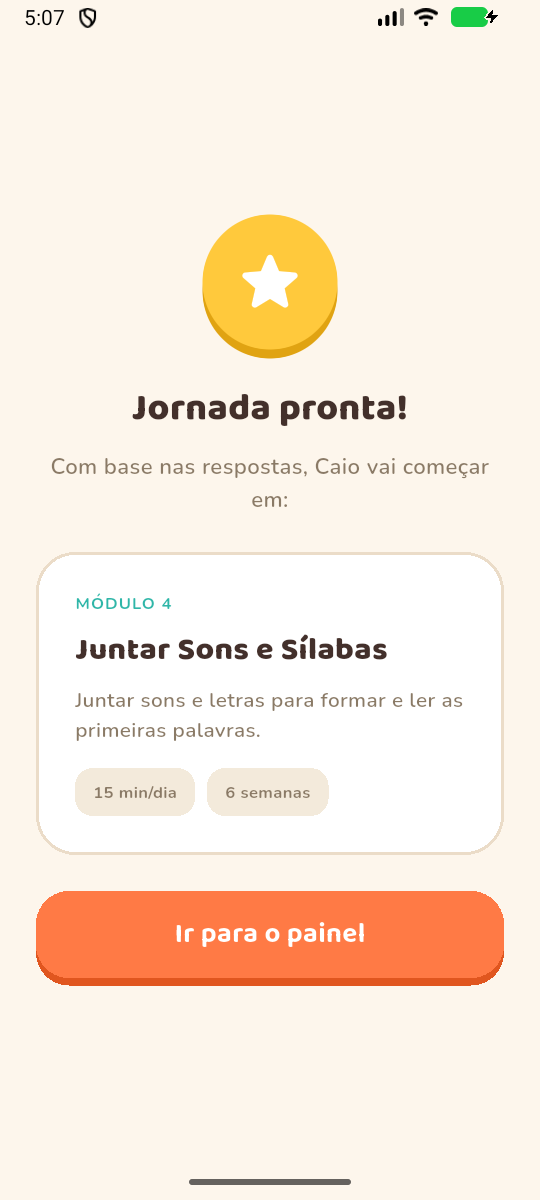 5:07
Jornada pronta!
Com base nas respostas, Caio vai começar
em:
MÓDULO 4
Juntar Sons e Sílabas
Juntar sons e letras para formar e ler as
primeiras palavras.
15 min/dia
6 semanas
Ir para o painel